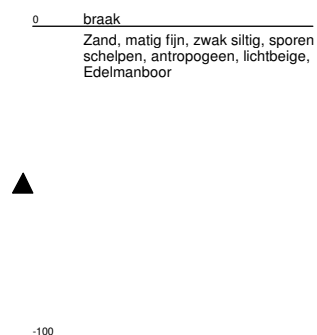 0 braak
Zand, matig fijn, zwak siltig, sporen
schelpen, antropogeen, lichtbeige,
Edelmanboor
-100